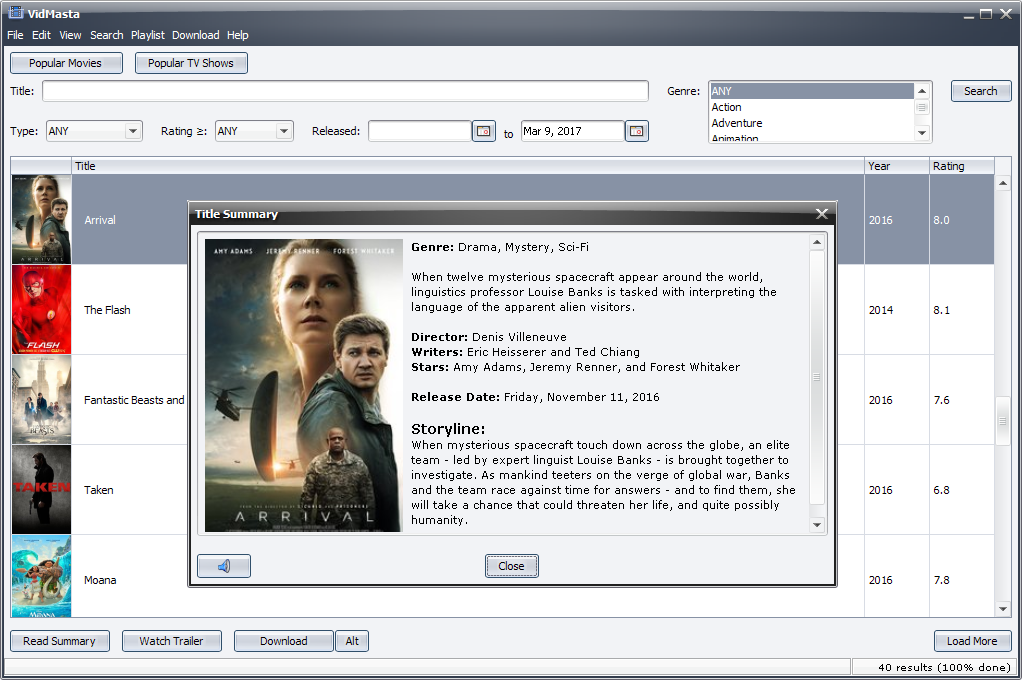 VidMasta
File Edit View Search Playlist Download Help
Popular Movies Popular TV Shows
Title: Genre: ANY Search
Action
Adventure
Animation
Type: ANY Rating ≥: ANY Released: to Mar 9, 2017
Title Year Rating
Arrival 2016 8.0
The Flash 2014 8.1
FLASH
Fantastic Beasts and 2016 7.6
BEASTS
Taken 2016 6.8
TAKEN
Moana 2016 7.8
MOANA
Title Summary
AMY ADAMS JEREMY RENNER FOREST WHITAKER
ARRIVAL
Genre: Drama, Mystery, Sci-Fi
When twelve mysterious spacecraft appear around the world,
linguistics professor Louise Banks is tasked with interpreting the
language of the apparent alien visitors.
Director: Denis Villeneuve
Writers: Eric Heisserer and Ted Chiang
Stars: Amy Adams, Jeremy Renner, and Forest Whitaker
Release Date: Friday, November 11, 2016
Storyline:
When mysterious spacecraft touch down across the globe, an elite
team - led by expert linguist Louise Banks - is brought together to
investigate. As mankind teeters on the verge of global war, Banks
and the team race against time for answers - and to find them, she
will take a chance that could threaten her life, and quite possibly
humanity.
Close
Read Summary Watch Trailer Download Alt Load More
40 results (100% done)